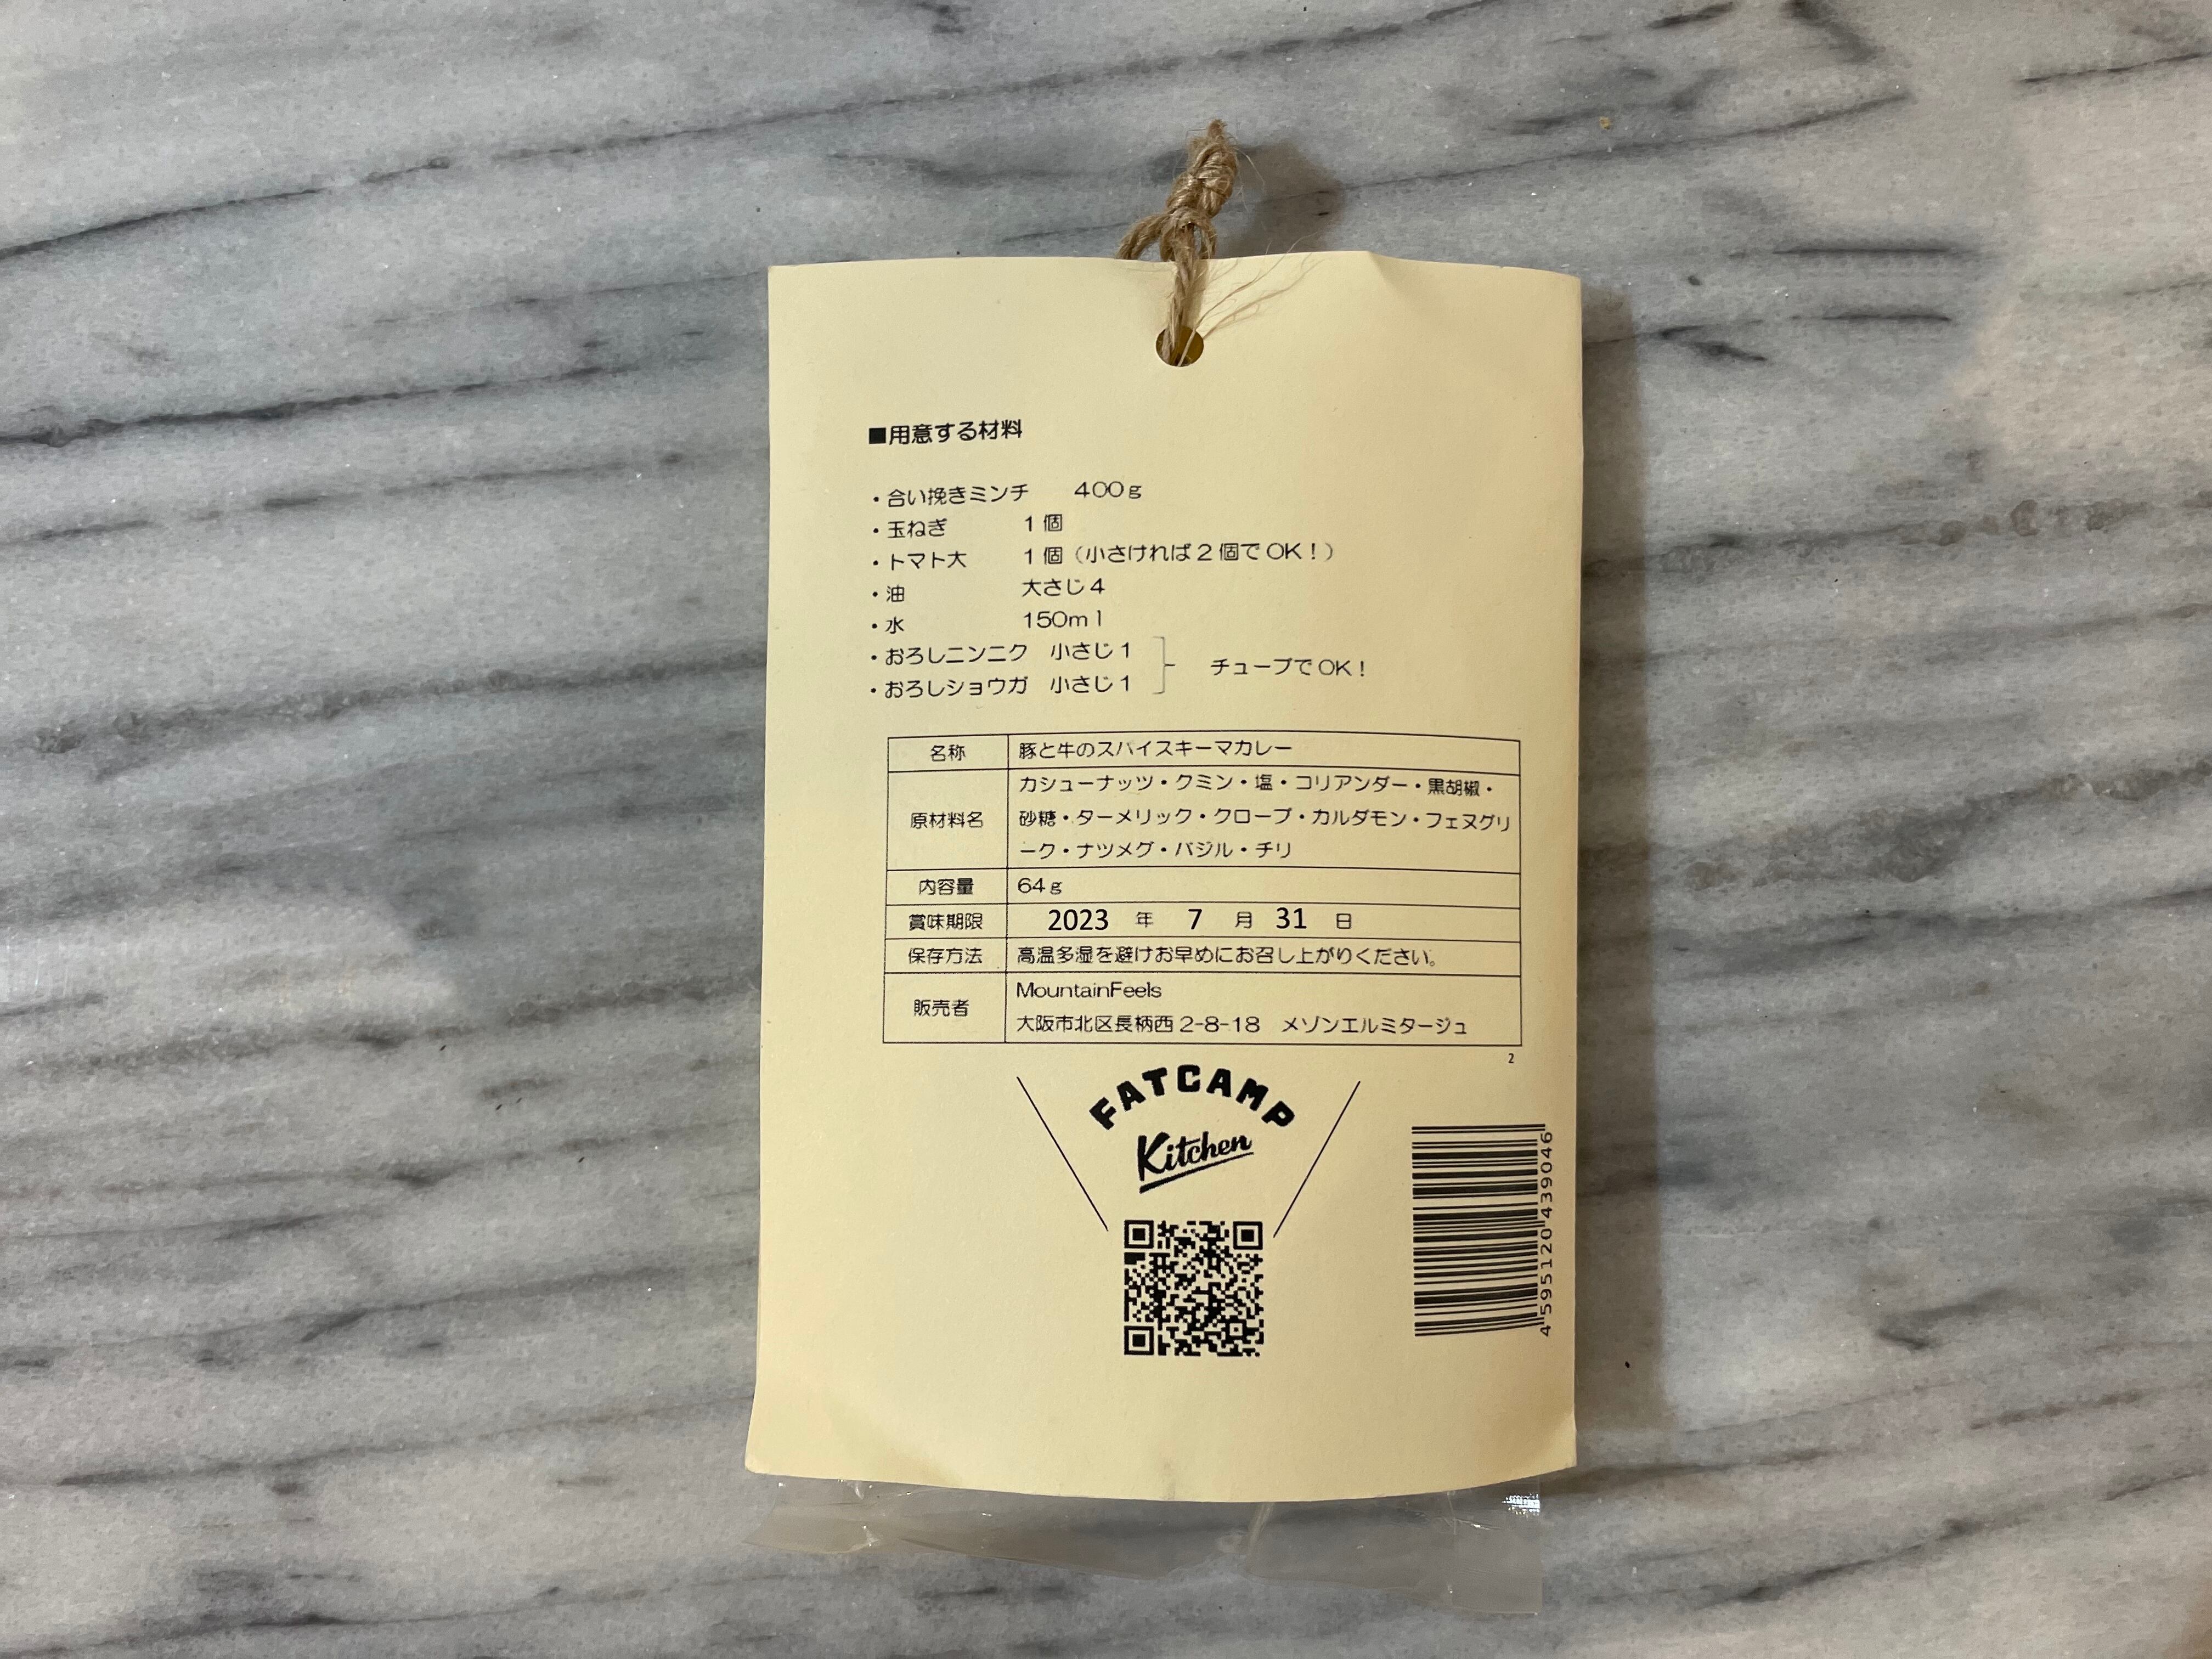 ■用意する材料
・合い挽きミンチ 400g
・玉ねぎ 1個
・トマト大 1個（小さければ2個でOK！）
・油 大さじ4
・水 150ml
・おろしニンニク 小さじ1
・おろしショウガ 小さじ1
チューブでOK！
名称 豚と牛のスパイスキーマカレー
原材料名 カシューナッツ・クミン・塩・コリアンダー・黒胡椒・
砂糖・ターメリック・クローブ・カルダモン・フェヌグリ
ーク・ナツメグ・バジル・チリ
内容量 64g
賞味期限 2023 年 7 月 31 日
保存方法 高温多湿を避けお早めにお召し上がりください。
販売者 MountainFeels
大阪市北区長柄西2-8-18 メゾンエルミタージュ
2
FATCAMP
Kitchen
4595120439046